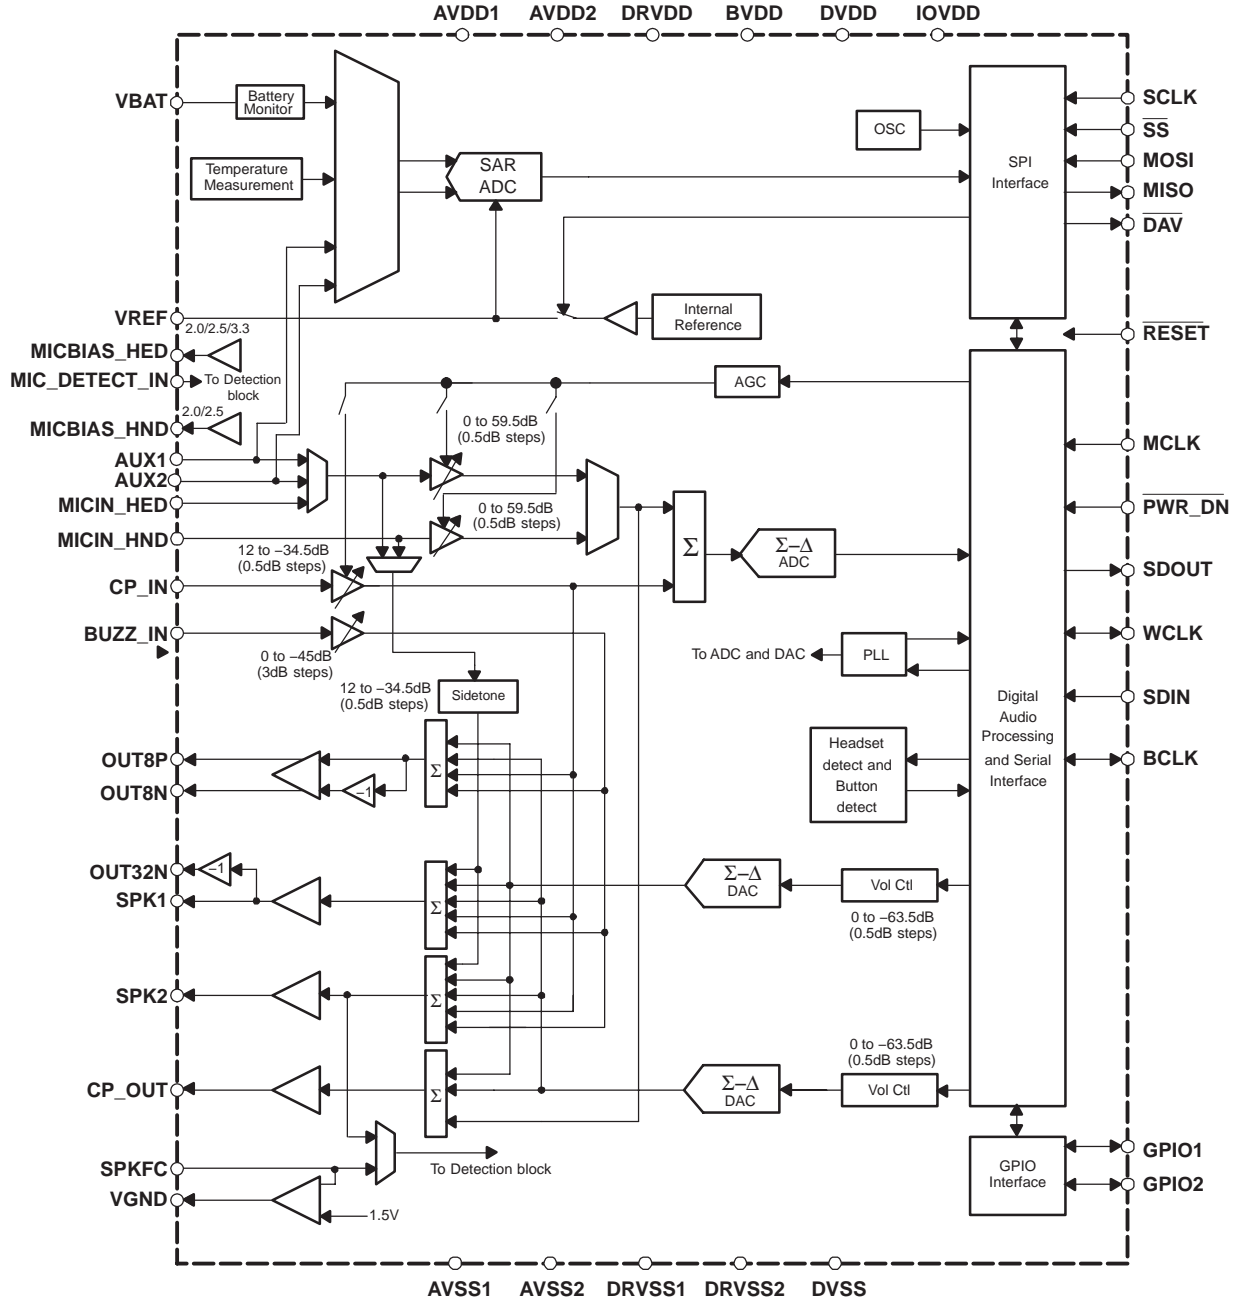 AVDD1 AVDD2 DRVDD BVDD DVDD IOVDD
VBAT
Battery
Monitor
Temperature
Measurement
SAR
ADC
OSC
SPI
Interface
SCLK
SS
MOSI
MISO
DAV
VREF
Internal
Reference
RESET
2.0/2.5/3.3
MICBIAS_HED
MIC_DETECT_IN
To Detection
block
AGC
2.0/2.5
MICBIAS_HND
0 to 59.5dB
(0.5dB steps)
MCLK
AUX1
AUX2
MICIN_HED
0 to 59.5dB
(0.5dB steps)
PWR_DN
MICIN_HND
12 to −34.5dB
(0.5dB steps)
Σ
Σ−Δ
ADC
SDOUT
CP_IN
BUZZ_IN
0 to −45dB
(3dB steps)
To ADC and DAC
PLL
WCLK
12 to −34.5dB
(0.5dB steps)
Sidetone
SDIN
Digital
Audio
Processing
and Serial
Interface
OUT8P
OUT8N
−1
Σ
Headset
detect and
Button
detect
BCLK
OUT32N
−1
SPK1
Σ
Σ−Δ
DAC
Vol Ctl
0 to −63.5dB
(0.5dB steps)
SPK2
Σ
0 to −63.5dB
(0.5dB steps)
CP_OUT
Σ
Σ−Δ
DAC
Vol Ctl
SPKFC
To Detection block
VGND
1.5V
GPIO
Interface
GPIO1
GPIO2
AVSS1 AVSS2 DRVSS1 DRVSS2 DVSS